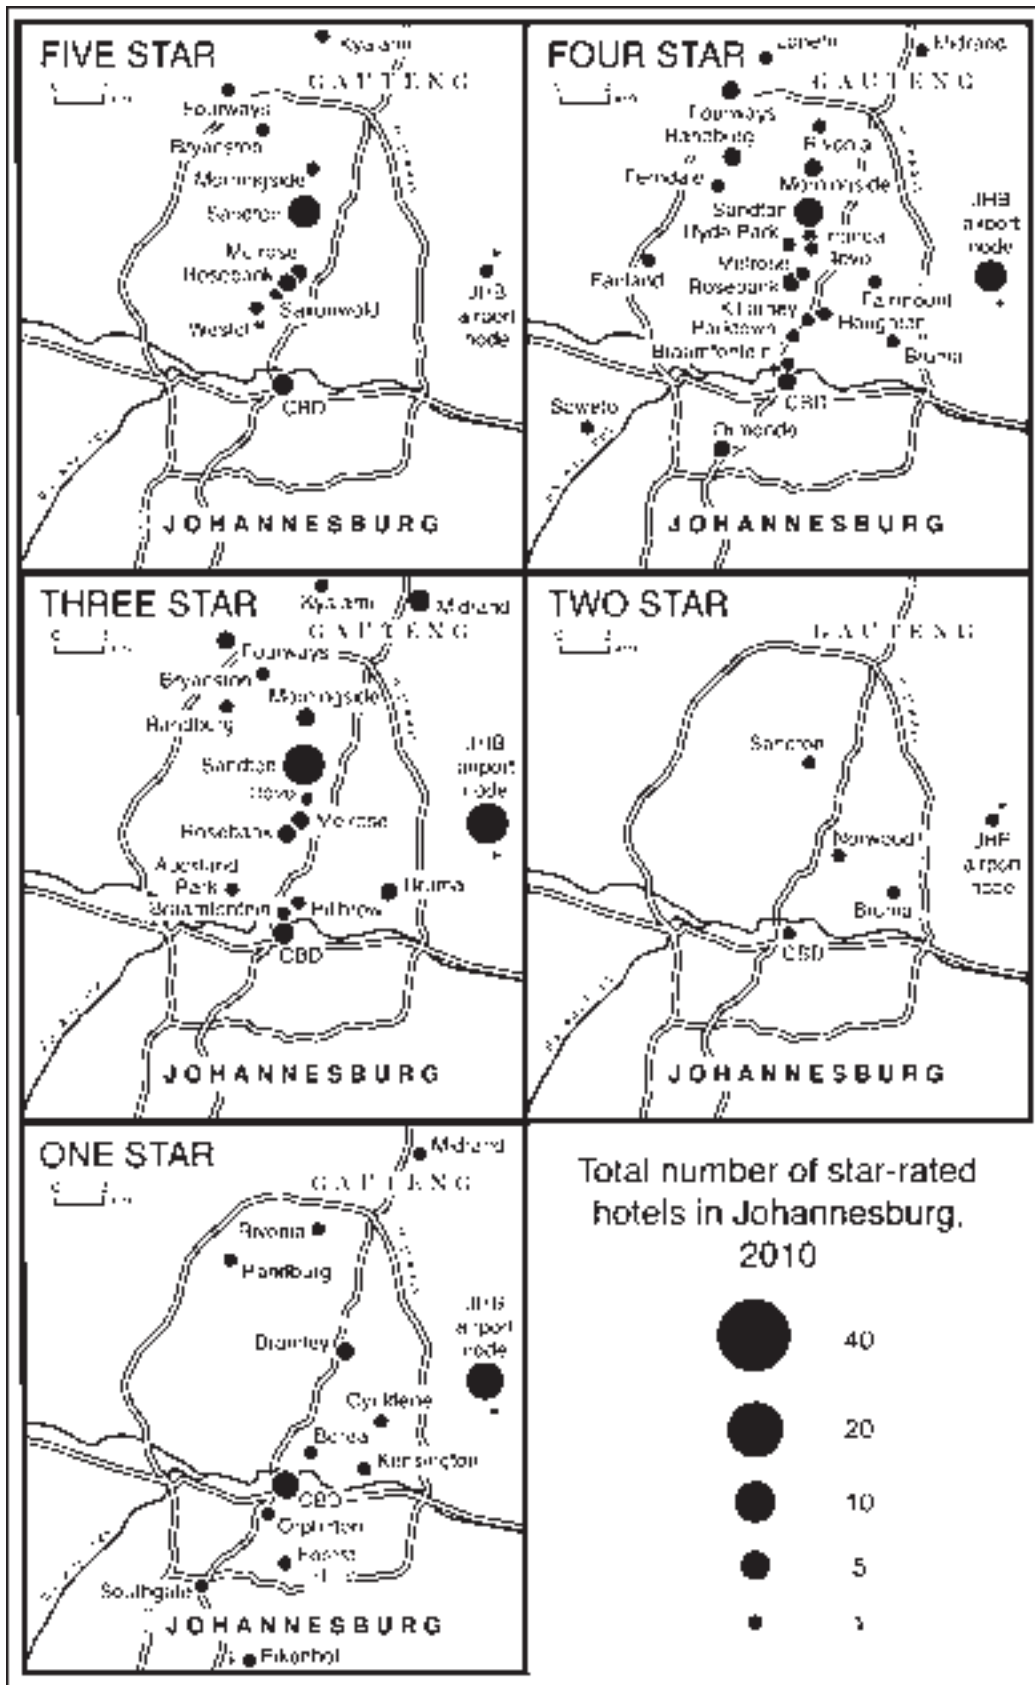 FIVE STAR
Kyalami
GAUTENG
Fourways
Bryanston
Morningside
Sandton
Melrose
Rosebank
Saxonwold
JHB
airport
node
CBD
JOHANNESBURG
FOUR STAR
Midrand
GAUTENG
Fourways
Randburg
Rivonia
Ferndale
Morningside
Sandton
Hyde Park
Melrose
Rosebank
Fairland
Killarney
Fairmount
Houghton
Parktown
Braamfontein
Bruma
JHB
airport
node
CBD
Soweto
Ormonde
JOHANNESBURG
THREE STAR
Kyalami
Midrand
GAUTENG
Fourways
Bryanston
Morningside
Randburg
Sandton
Melrose
Rosebank
JHB
airport
node
Auckland
Park
Braamfontein
Hillbrow
Bruma
CBD
JOHANNESBURG
TWO STAR
GAUTENG
Sandton
Norwood
Bruma
JHB
airport
node
CBD
JOHANNESBURG
ONE STAR
Midrand
GAUTENG
Rivonia
Randburg
Bramley
JHB
airport
node
Cyrildene
Berea
Kensington
CBD
Southgate
JOHANNESBURG
Eikenhof
Total number of star-rated
hotels in Johannesburg,
2010
40
20
10
5